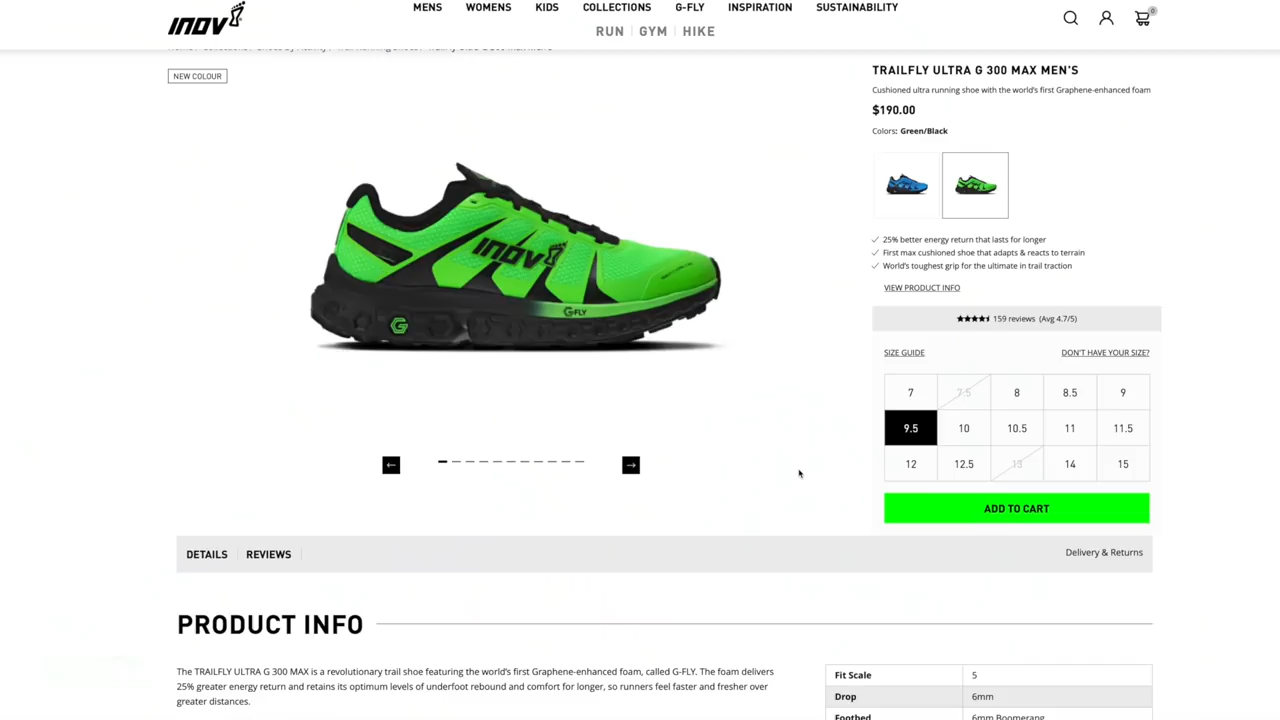 INOV
MENS WOMENS KIDS COLLECTIONS G-FLY INSPIRATION SUSTAINABILITY
RUN GYM HIKE
0
NEW COLOUR
TRAILFLY ULTRA G 300 MAX MEN'S
Cushioned ultra running shoe with the world's first Graphene-enhanced foam
$190.00
Colors: Green/Black
INOV
G-FLY
G
25% better energy return that lasts for longer
First max cushioned shoe that adapts & reacts to terrain
World's toughest grip for the ultimate in trail traction
VIEW PRODUCT INFO
159 reviews (Avg 4.7/5)
SIZE GUIDE DON'T HAVE YOUR SIZE?
7 7.5 8 8.5 9
9.5 10 10.5 11 11.5
12 12.5 13 14 15
ADD TO CART
DETAILS REVIEWS Delivery & Returns
PRODUCT INFO
The TRAILFLY ULTRA G 300 MAX is a revolutionary trail shoe featuring the world's first Graphene-enhanced foam, called G-FLY. The foam delivers
25% greater energy return and retains its optimum levels of underfoot rebound and comfort for longer, so runners feel faster and fresher over
greater distances.
Fit Scale 5
Drop 6mm
Footbed 6mm Boomerang